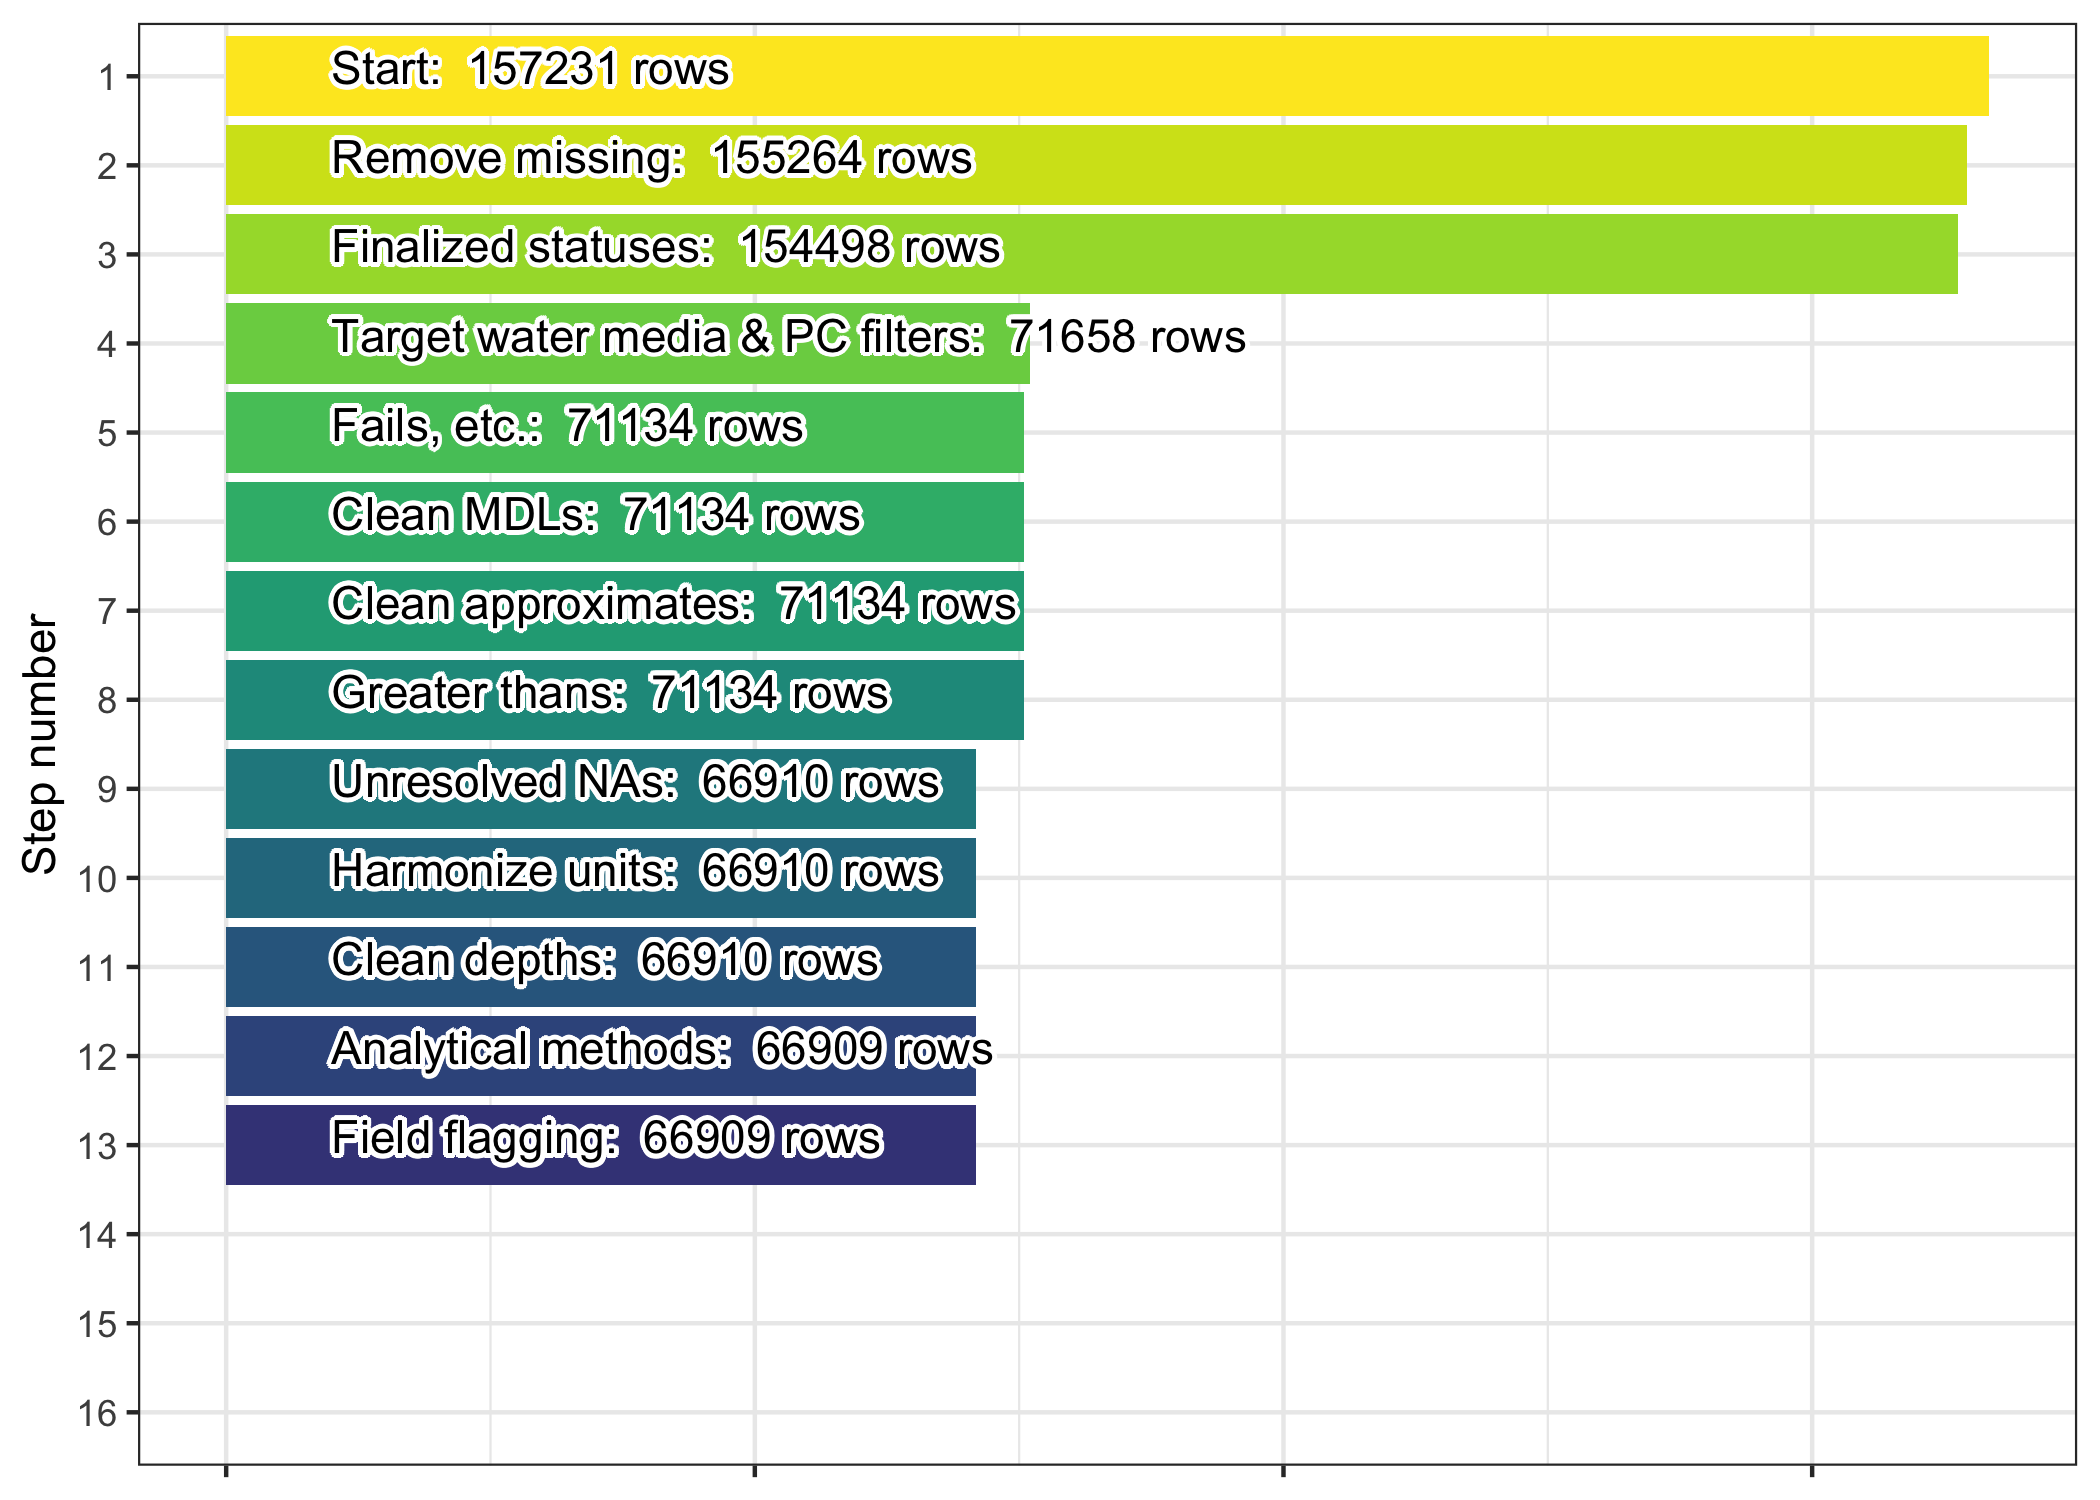 1 Start: 157231 rows
2 Remove missing: 155264 rows
3 Finalized statuses: 154498 rows
4 Target water media & PC filters: 71658 rows
5 Fails, etc.: 71134 rows
6 Clean MDLs: 71134 rows
7 Clean approximates: 71134 rows
8 Greater thans: 71134 rows
9 Unresolved NAs: 66910 rows
10 Harmonize units: 66910 rows
11 Clean depths: 66910 rows
12 Analytical methods: 66909 rows
13 Field flagging: 66909 rows
14
15
16
Step number